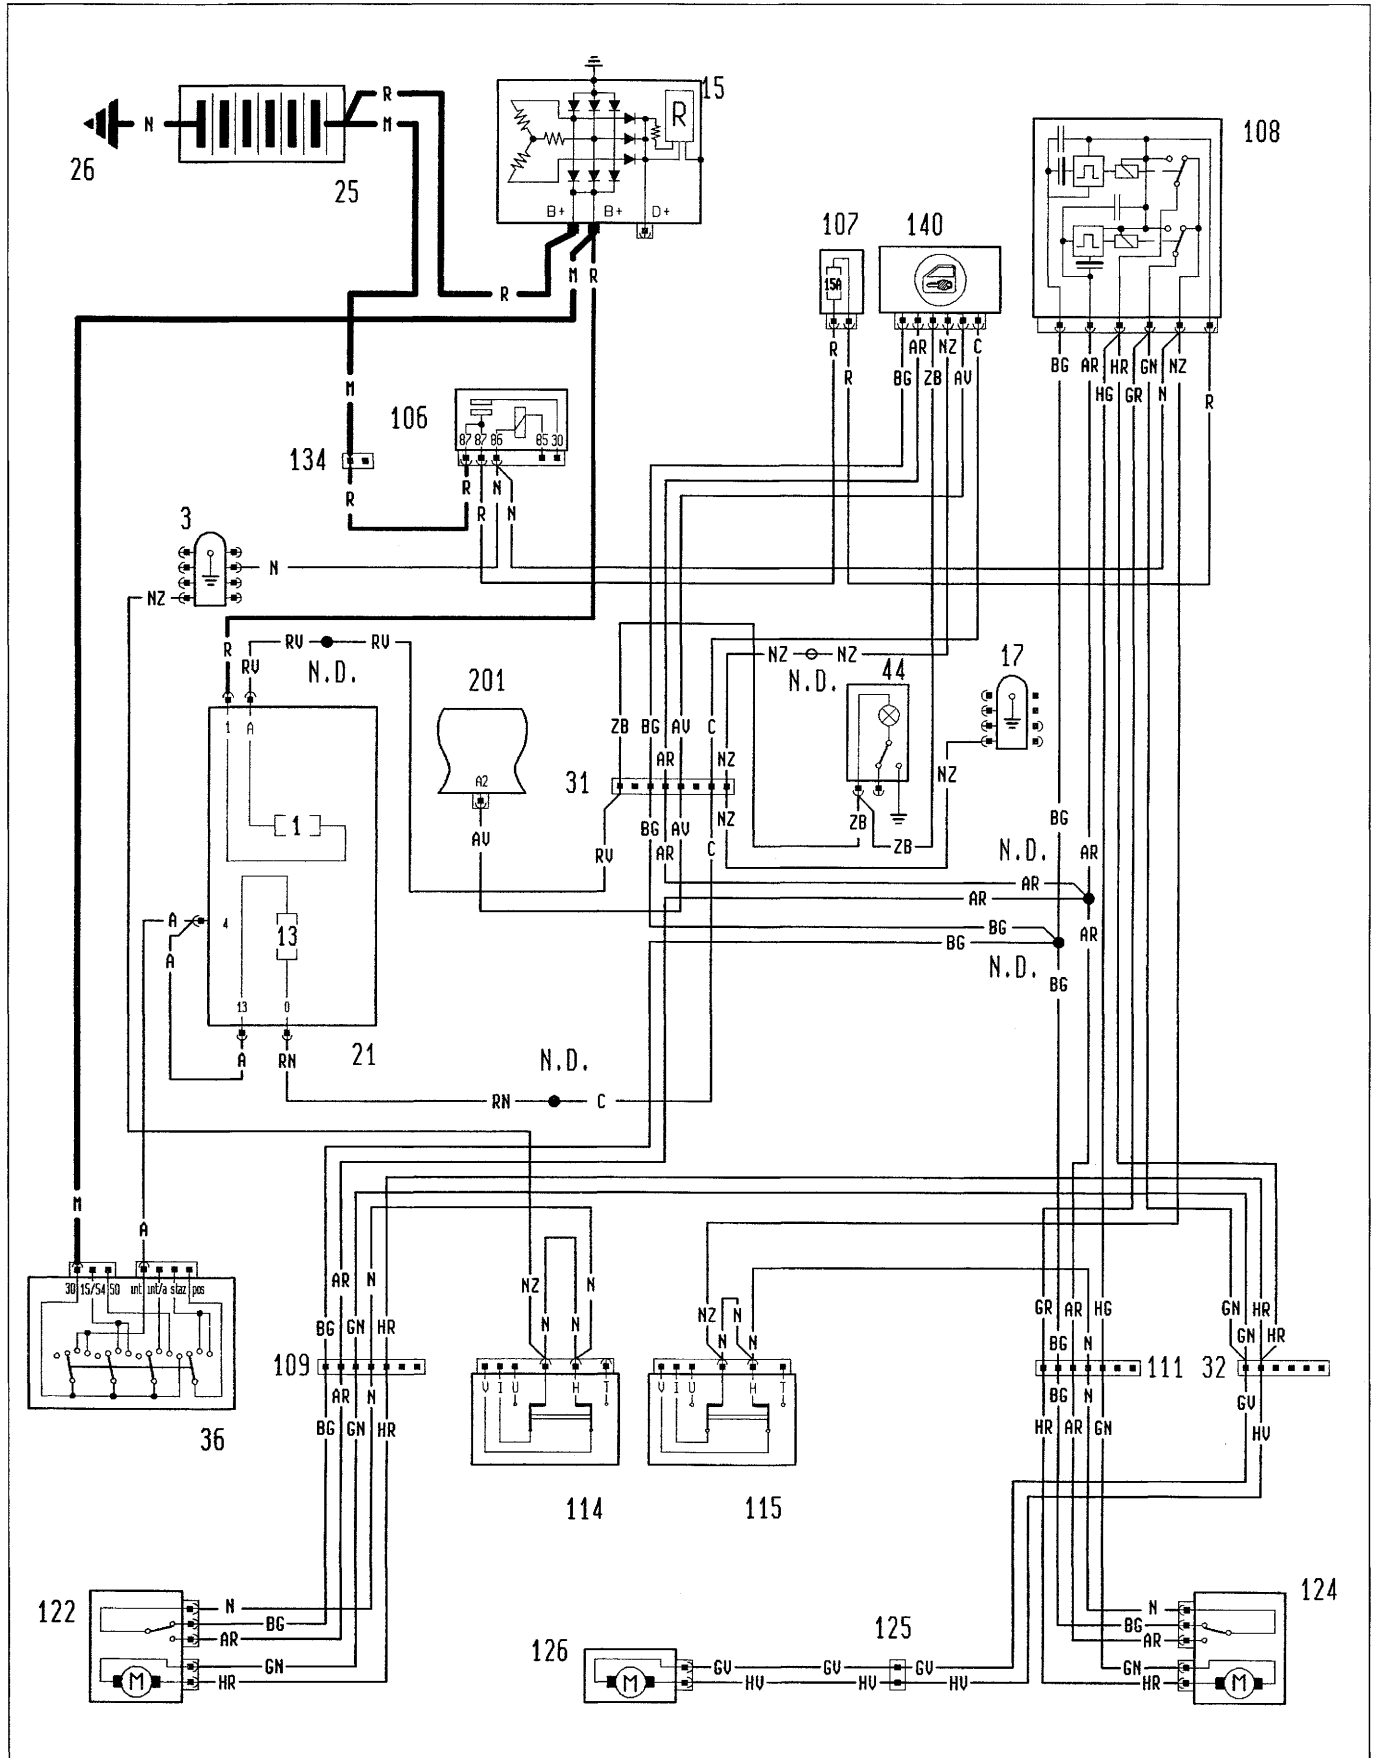 15
R
M
N
26
25
R
B+ B+ D+
108
107 140
15A
R
M
R
R
R
AR NZ C
BG ZB AV
BG AR HR GN NZ
HG GR N
R
M
106
87 87 86 85 30
134
R
R
N
R
N
3
N
NZ
R
RV
RV
RV
N.D.
NZ
NZ
17
N.D.
44
201
1 A
ZB BG AV C
AR NZ
31
A2
NZ
1
AV
BG AV NZ
AR C
RV
ZB
ZB
BG
N.D.
AR
AR
AR
A
4
13
A
BG
BG
AR
N.D.
BG
13 0
21
A
RN
N.D.
RN
C
M
A
30 15/54 50 int int/a staz pos
36
AR N
BG GN HR
109
AR N
BG GN HR
NZ
N
N
N
NZ
N
N
N
V I U H T
V I U H T
114
115
GR AR HG
BG N
111
BG N
HR AR GN
GN HR
GN HR
32
GV
HV
122
N
BG
AR
GN
HR
M
126
M
GV
HV
GV
HV
125
GV
HV
124
N
BG
AR
GN
HR
M